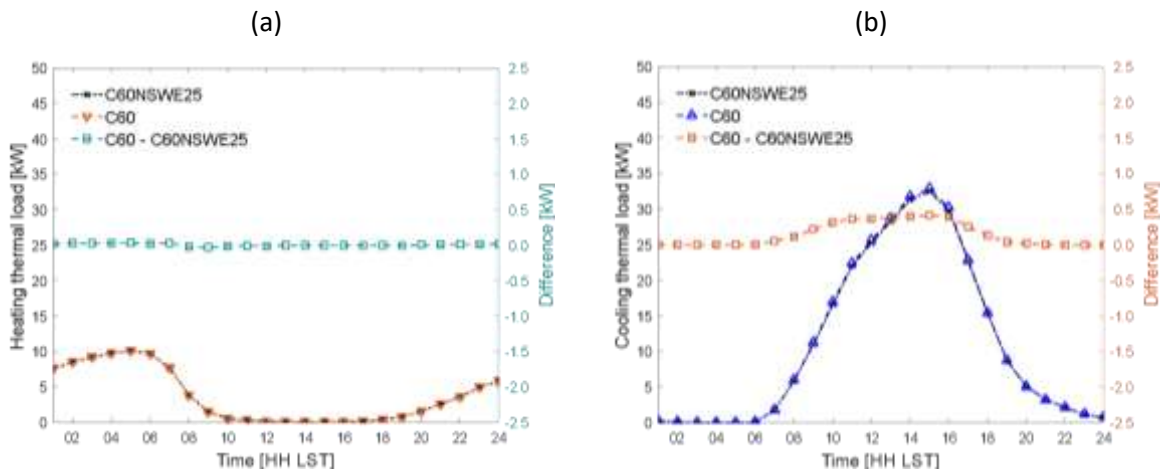 (a)
50
45
40
35
30
25
20
15
10
5
0
Heating thermal load [kW]
C60NSWE25
C60
C60 - C60NSWE25
2.5
2.0
1.5
1.0
0.5
0.0
-0.5
-1.0
-1.5
-2.0
-2.5
Difference [kW]
02 04 06 08 10 12 14 16 18 20 22 24
Time [HH LST]
(b)
50
45
40
35
30
25
20
15
10
5
0
Cooling thermal load [kW]
C60NSWE25
C60
C60 - C60NSWE25
2.5
2.0
1.5
1.0
0.5
0.0
-0.5
-1.0
-1.5
-2.0
-2.5
Difference [kW]
02 04 06 08 10 12 14 16 18 20 22 24
Time [HH LST]